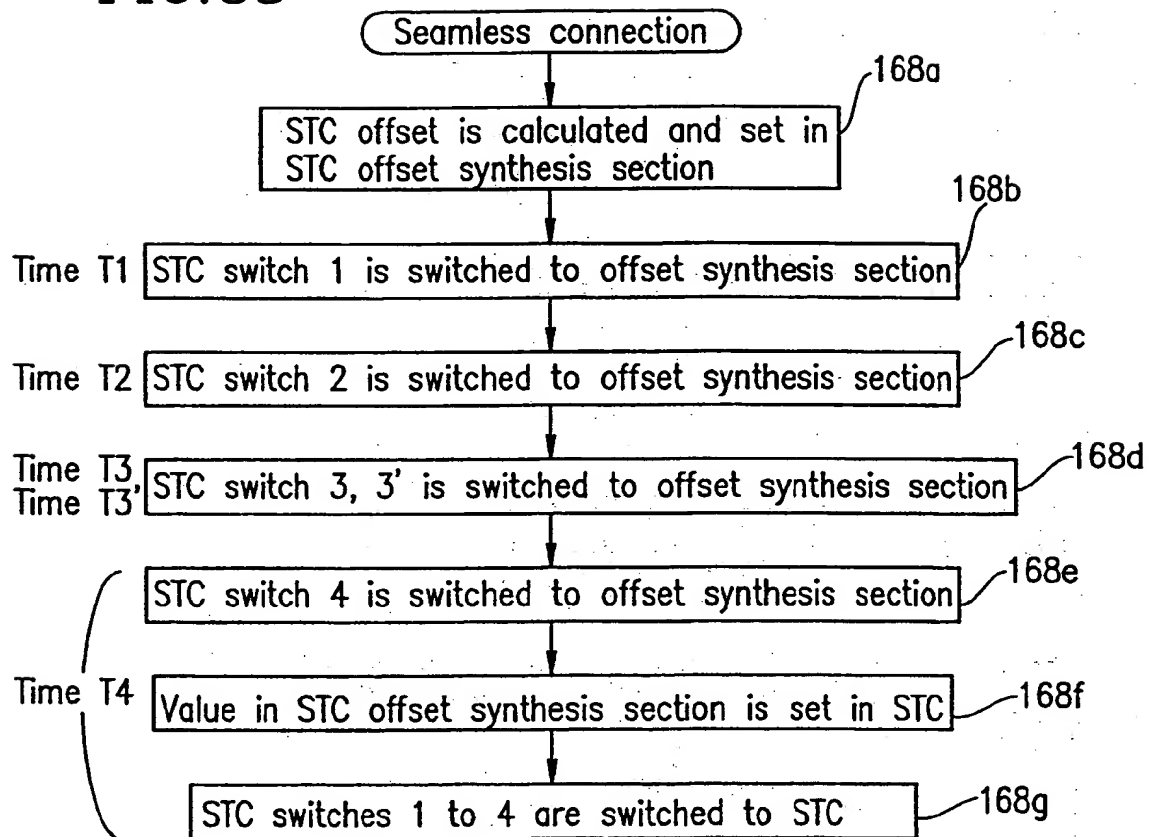 Seamless connection
168a
STC offset is calculated and set in
STC offset synthesis section
168b
Time T1 STC switch 1 is switched to offset synthesis section
168c
Time T2 STC switch 2 is switched to offset synthesis section
168d
Time T3,
Time T3'
STC switch 3, 3' is switched to offset synthesis section
168e
STC switch 4 is switched to offset synthesis section
Time T4
168f
Value in STC offset synthesis section is set in STC
168g
STC switches 1 to 4 are switched to STC